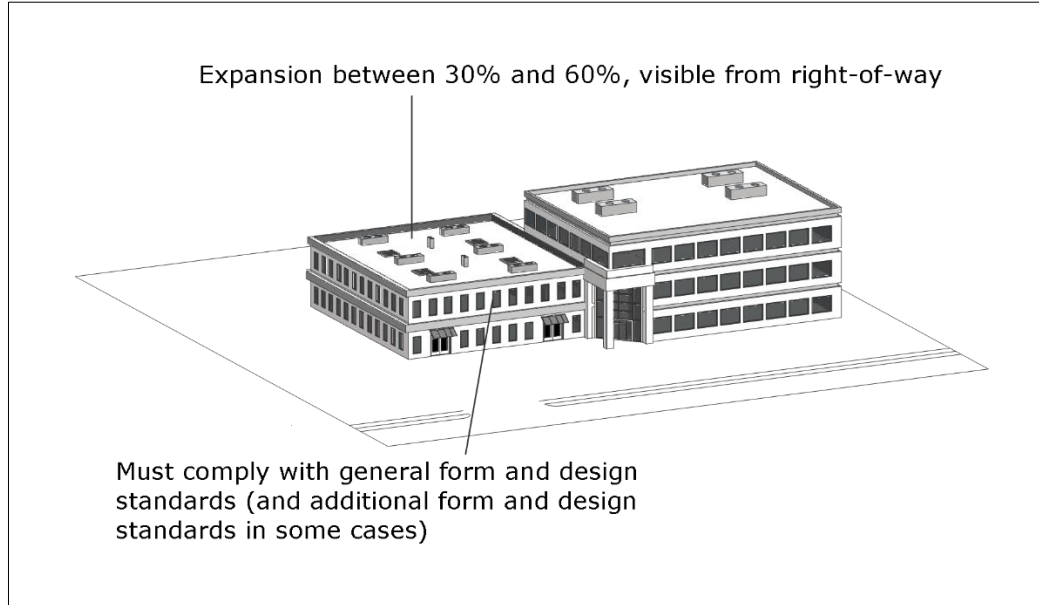 Expansion between 30% and 60%, visible from right-of-way
Must comply with general form and design
standards (and additional form and design
standards in some cases)